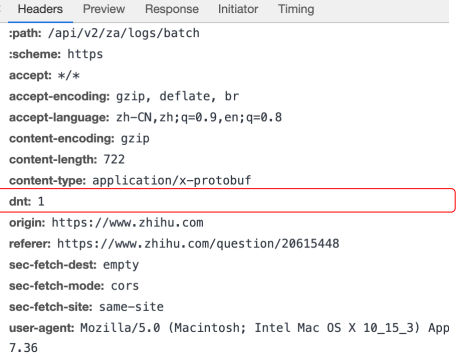 Headers Preview Response Initiator Timing
:path: /api/v2/za/logs/batch
:scheme: https
accept: */*
accept-encoding: gzip, deflate, br
accept-language: zh-CN,zh;q=0.9,en;q=0.8
content-encoding: gzip
content-length: 722
content-type: application/x-protobuf
dnt: 1
origin: https://www.zhihu.com
referer: https://www.zhihu.com/question/20615448
sec-fetch-dest: empty
sec-fetch-mode: cors
sec-fetch-site: same-site
user-agent: Mozilla/5.0 (Macintosh; Intel Mac OS X 10_15_3) App
7.36